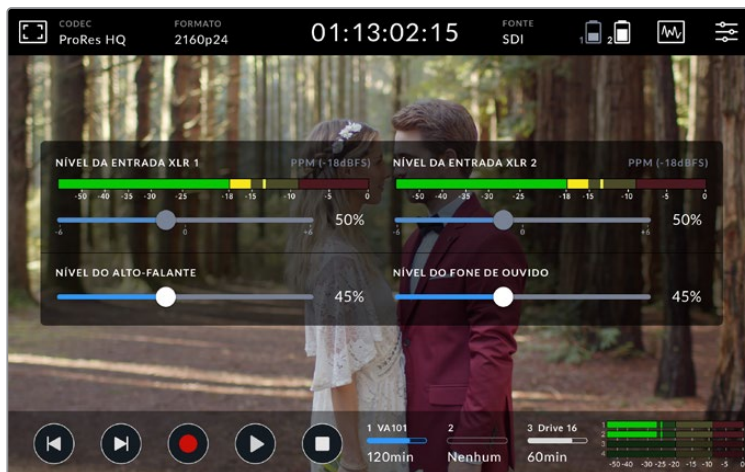 CODEC FORMATO 01:13:02:15 FONTE
ProRes HQ 2160p24 SDI 1 2
NÍVEL DA ENTRADA XLR 1 PPM (-18dBFS) NÍVEL DA ENTRADA XLR 2 PPM (-18dBFS)
-50 -40 -35 -30 -25 -18 -15 -10 -5 0 -50 -40 -35 -30 -25 -18 -15 -10 -5 0
50% 50%
-6 0 +6 -6 0 +6
NÍVEL DO ALTO-FALANTE NÍVEL DO FONE DE OUVIDO
45% 45%
1 VA101 2 3 Drive 16
120min Nenhum 60min
1
2
3
4
-50 -40 -30 -25 -20 -15 -10 -5 0